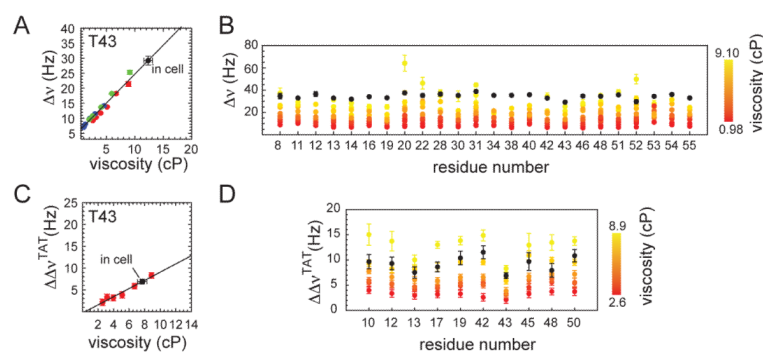 A
T43
Δν (Hz)
40
35
30
25
20
15
10
5
in cell
0 5 10 15 20
viscosity (cP)
B
Δν (Hz)
80
60
40
20
8 11 12 13 14 16 19 20 22 28 30 31 34 38 40 42 43 46 48 51 52 53 54 55
residue number
9.10
0.98
viscosity (cP)
C
T43
ΔΔν^TAT(Hz)
25
20
15
10
5
in cell
2 4 6 8 10 12 14
viscosity (cP)
D
ΔΔν^TAT(Hz)
20
15
10
5
0
10 12 13 17 19 42 43 45 48 50
residue number
8.9
2.6
viscosity (cP)